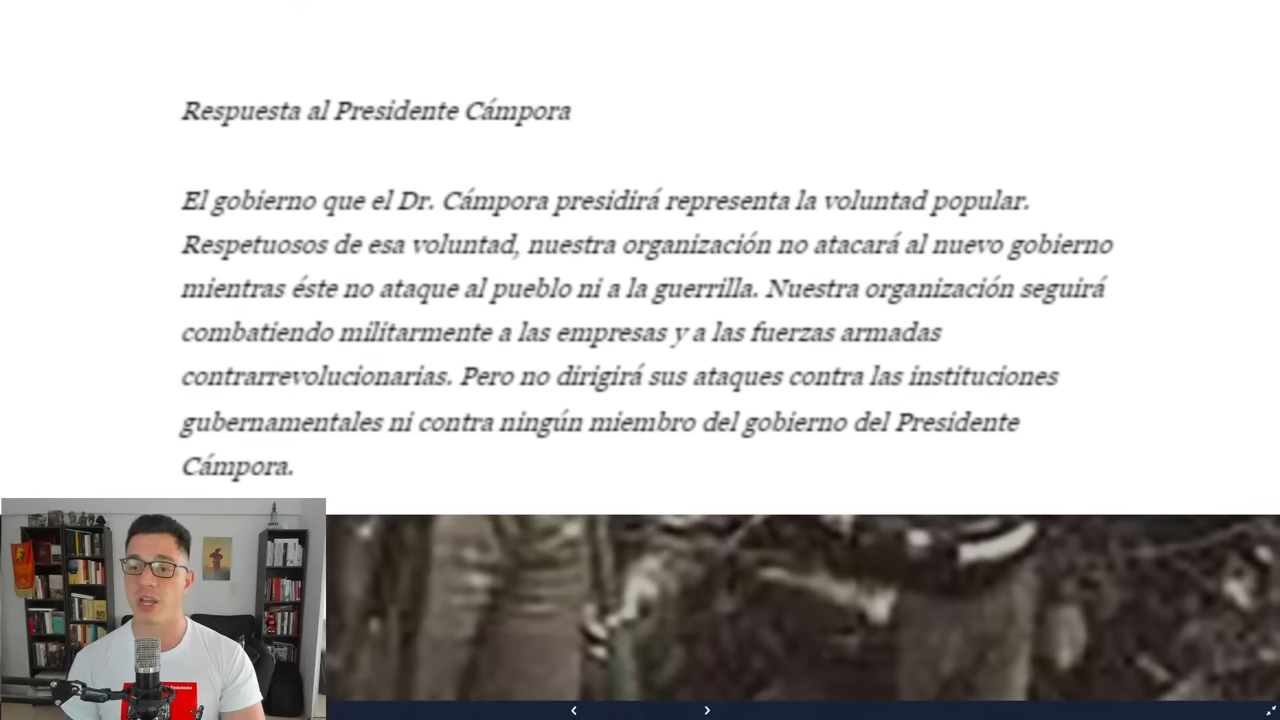 Respuesta al Presidente Cámpora
El gobierno que el Dr. Cámpora presidirá representa la voluntad popular.
Respetuosos de esa voluntad, nuestra organización no atacará al nuevo gobierno
mientras éste no ataque al pueblo ni a la guerrilla. Nuestra organización seguirá
combatiendo militarmente a las empresas y a las fuerzas armadas
contrarrevolucionarias. Pero no dirigirá sus ataques contra las instituciones
gubernamentales ni contra ningún miembro del gobierno del Presidente
Cámpora.